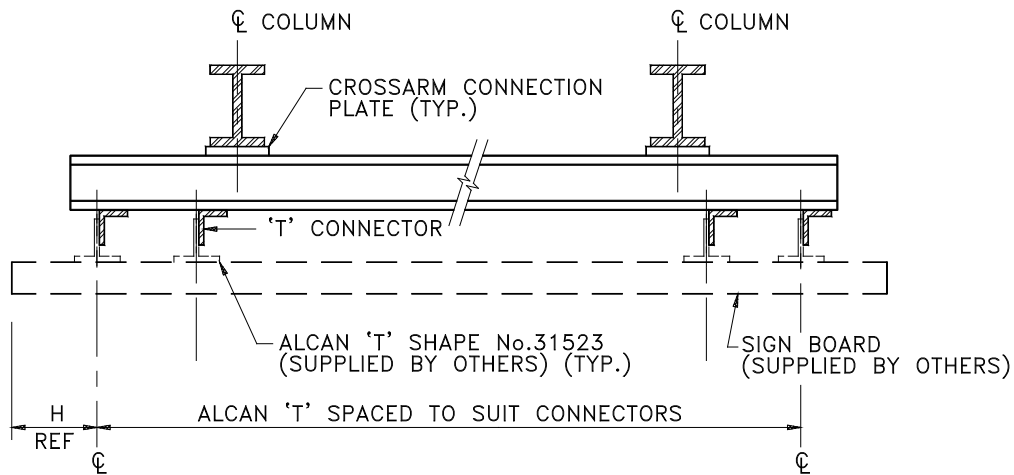 ℄ COLUMN
℄ COLUMN
CROSSARM CONNECTION
PLATE (TYP.)
'T' CONNECTOR
ALCAN 'T' SHAPE No.31523
(SUPPLIED BY OTHERS) (TYP.)
SIGN BOARD
(SUPPLIED BY OTHERS)
H
REF
ALCAN 'T' SPACED TO SUIT CONNECTORS
℄
℄